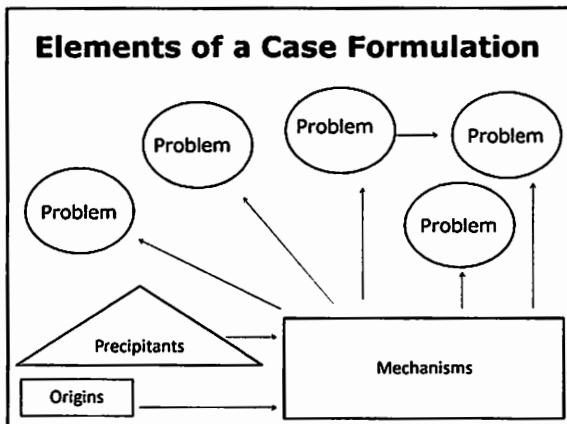 Elements of a Case Formulation
Problem
Problem
Problem
Problem
Problem
Precipitants
Mechanisms
Origins